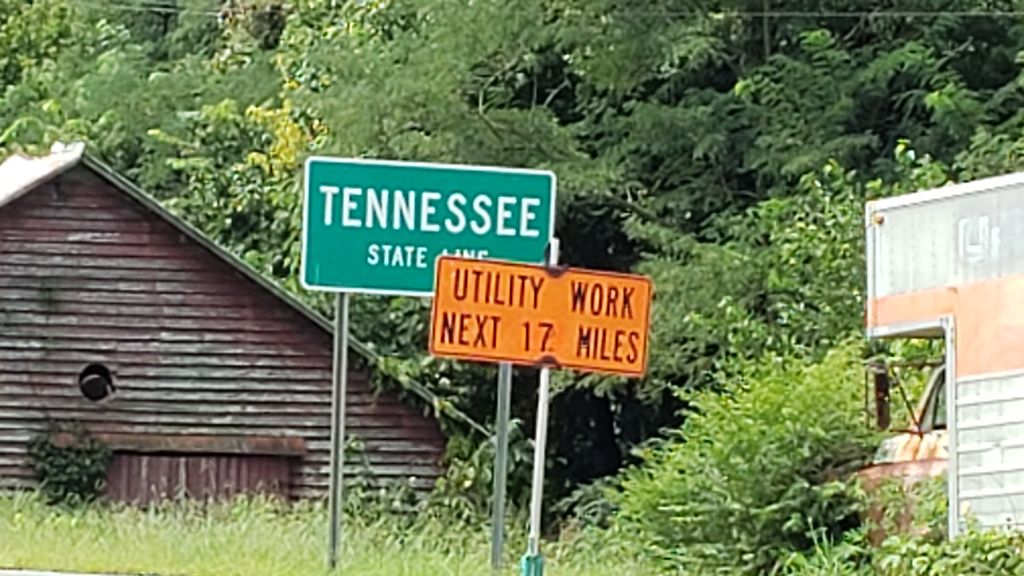 TENNESSEE
STATE LINE
UTILITY WORK
NEXT 17 MILES